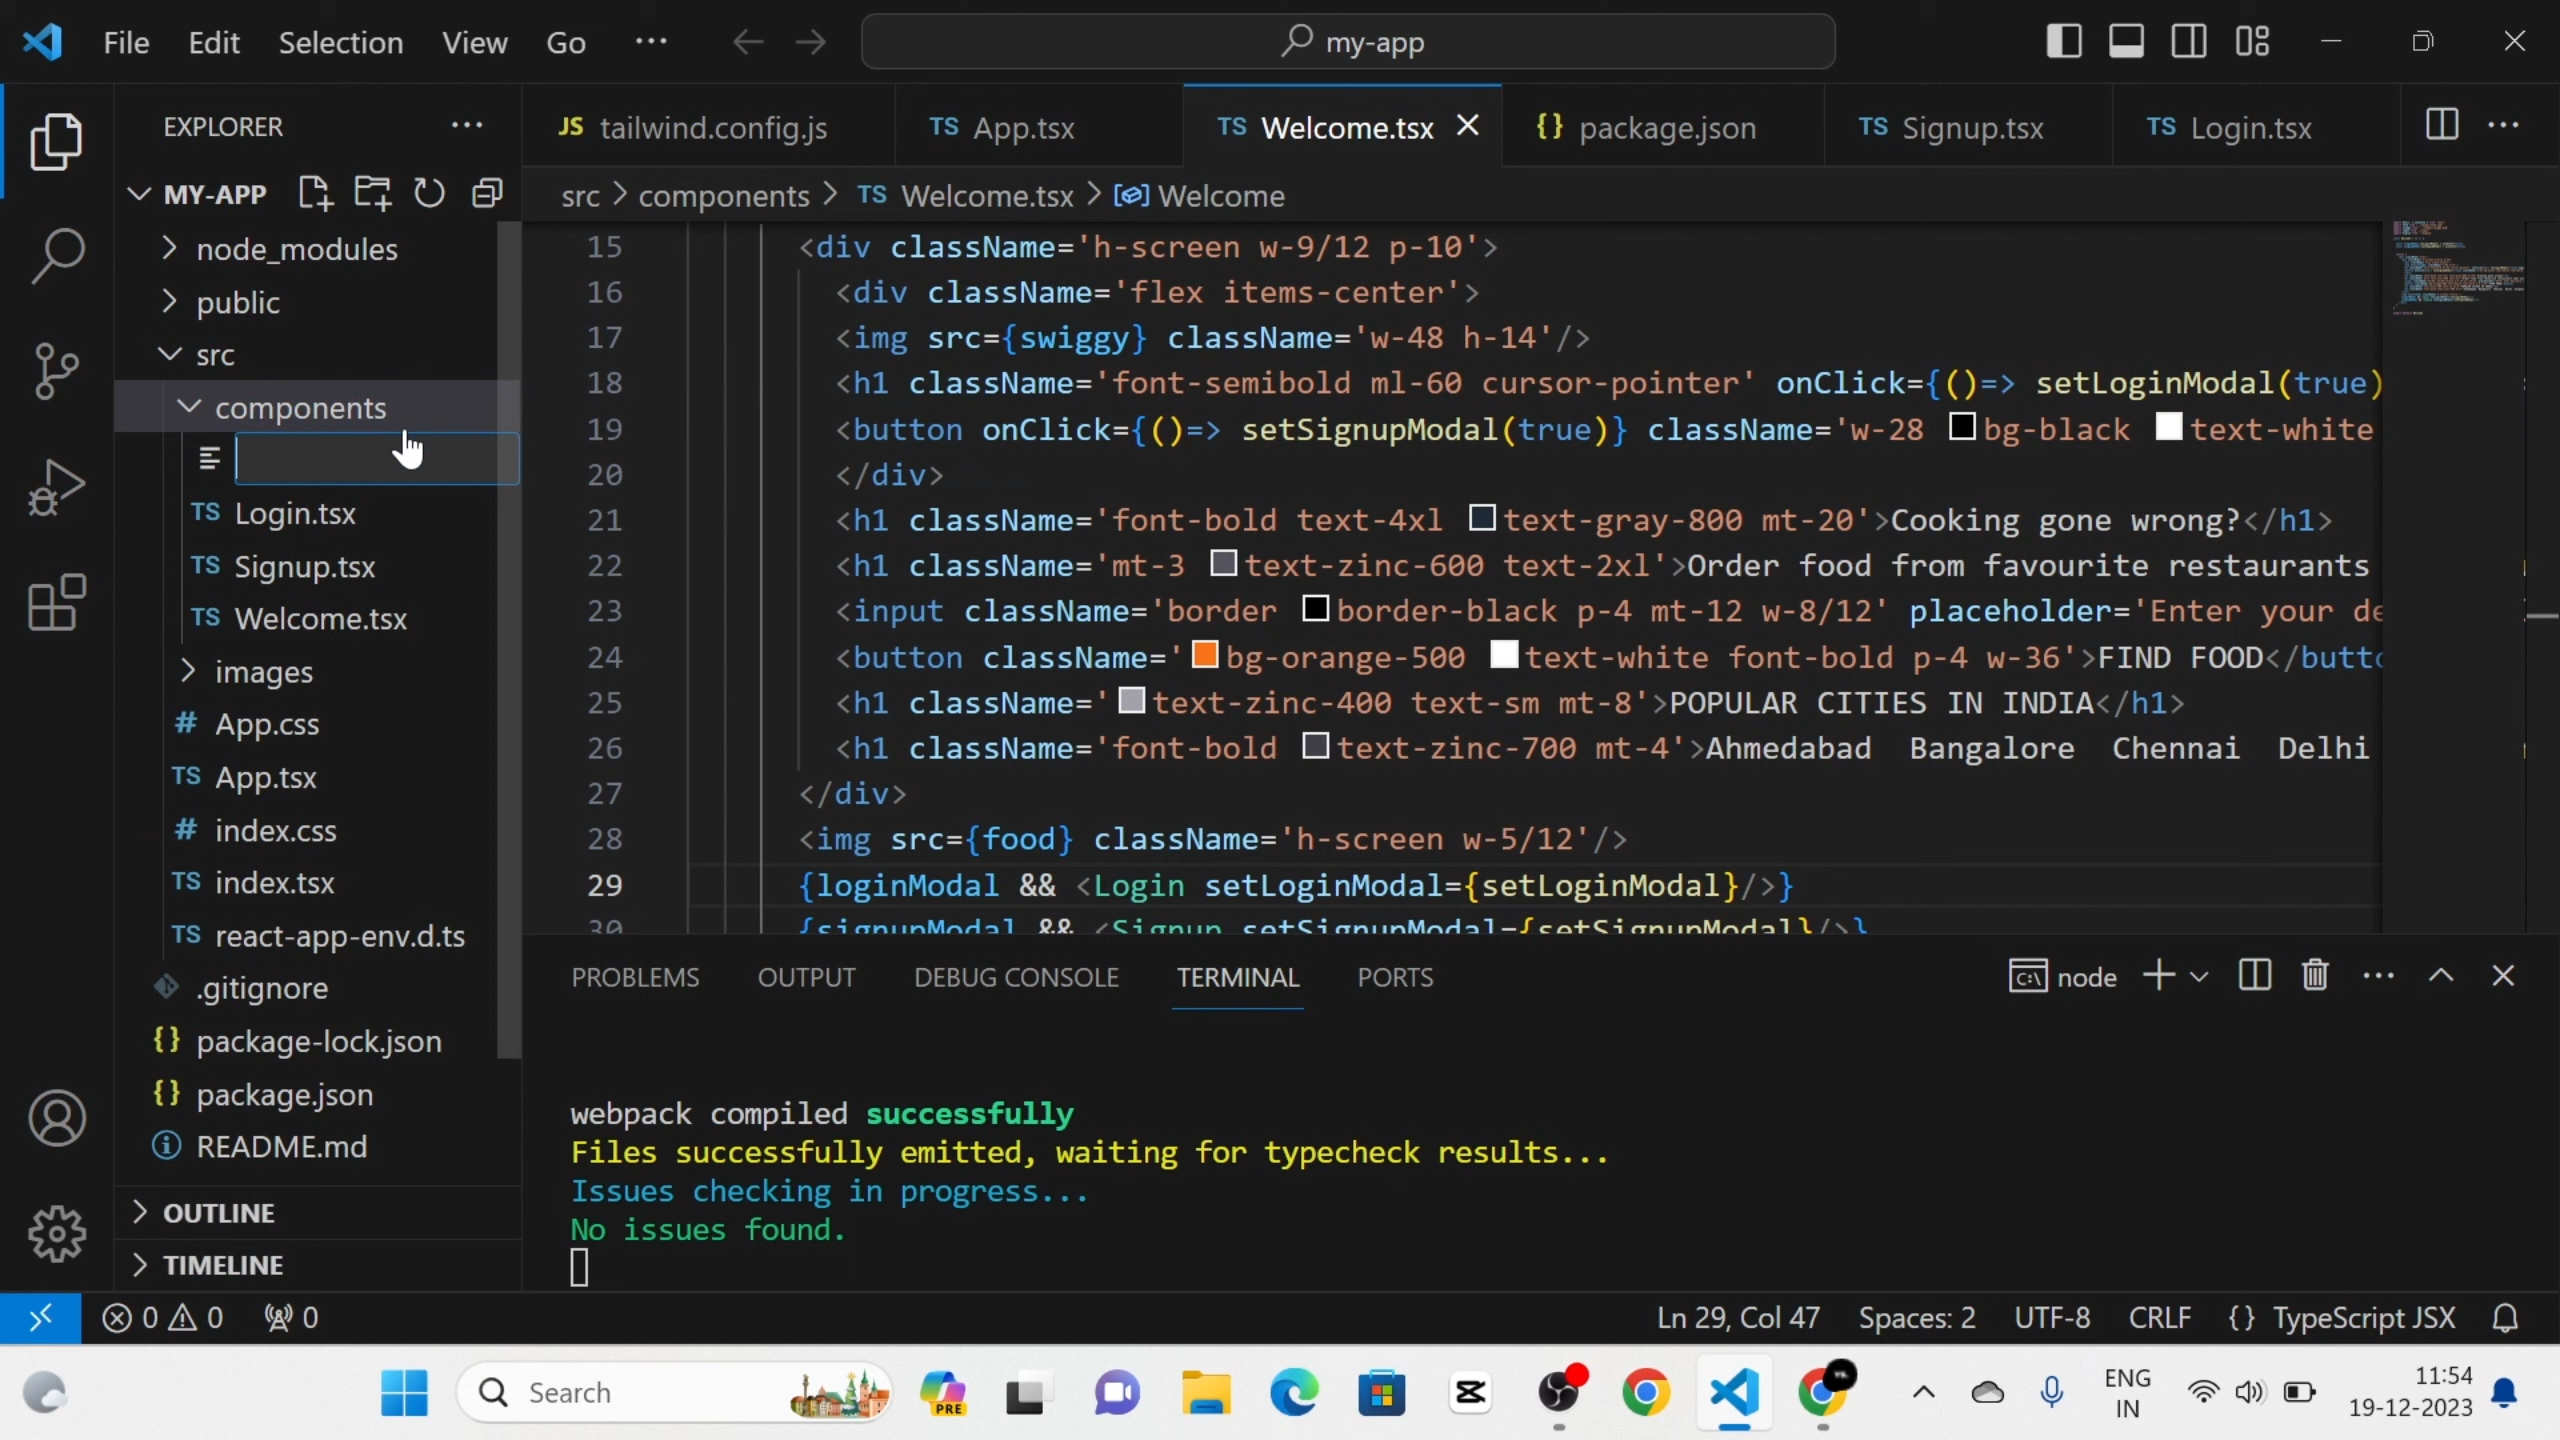 File Edit Selection View Go ··· my-app
EXPLORER ···
MY-APP
node_modules
public
src
components
TS Login.tsx
TS Signup.tsx
TS Welcome.tsx
images
# App.css
TS App.tsx
# index.css
TS index.tsx
TS react-app-env.d.ts
.gitignore
{} package-lock.json
{} package.json
README.md
OUTLINE
TIMELINE
JS tailwind.config.js TS App.tsx TS Welcome.tsx {} package.json TS Signup.tsx TS Login.tsx ···
src > components > TS Welcome.tsx > Welcome
15 <div className='h-screen w-9/12 p-10'>
16 <div className='flex items-center'>
17 <img src={swiggy} className='w-48 h-14'/>
18 <h1 className='font-semibold ml-60 cursor-pointer' onClick={()=> setLoginModal(true)
19 <button onClick={()=> setSignupModal(true)} className='w-28 bg-black text-white
20 </div>
21 <h1 className='font-bold text-4xl text-gray-800 mt-20'>Cooking gone wrong?</h1>
22 <h1 className='mt-3 text-zinc-600 text-2xl'>Order food from favourite restaurants
23 <input className='border border-black p-4 mt-12 w-8/12' placeholder='Enter your de
24 <button className='bg-orange-500 text-white font-bold p-4 w-36'>FIND FOOD</butto
25 <h1 className='text-zinc-400 text-sm mt-8'>POPULAR CITIES IN INDIA</h1>
26 <h1 className='font-bold text-zinc-700 mt-4'>Ahmedabad Bangalore Chennai Delhi
27 </div>
28 <img src={food} className='h-screen w-5/12'/>
29 {loginModal && <Login setLoginModal={setLoginModal}/>}
30 {signupModal && <Signup setSignupModal={setSignupModal}/>}
PROBLEMS OUTPUT DEBUG CONSOLE TERMINAL PORTS node ···
webpack compiled successfully
Files successfully emitted, waiting for typecheck results...
Issues checking in progress...
No issues found.
0 0 0 Ln 29, Col 47 Spaces: 2 UTF-8 CRLF {} TypeScript JSX
Search PRE ENG 11:54
IN 19-12-2023